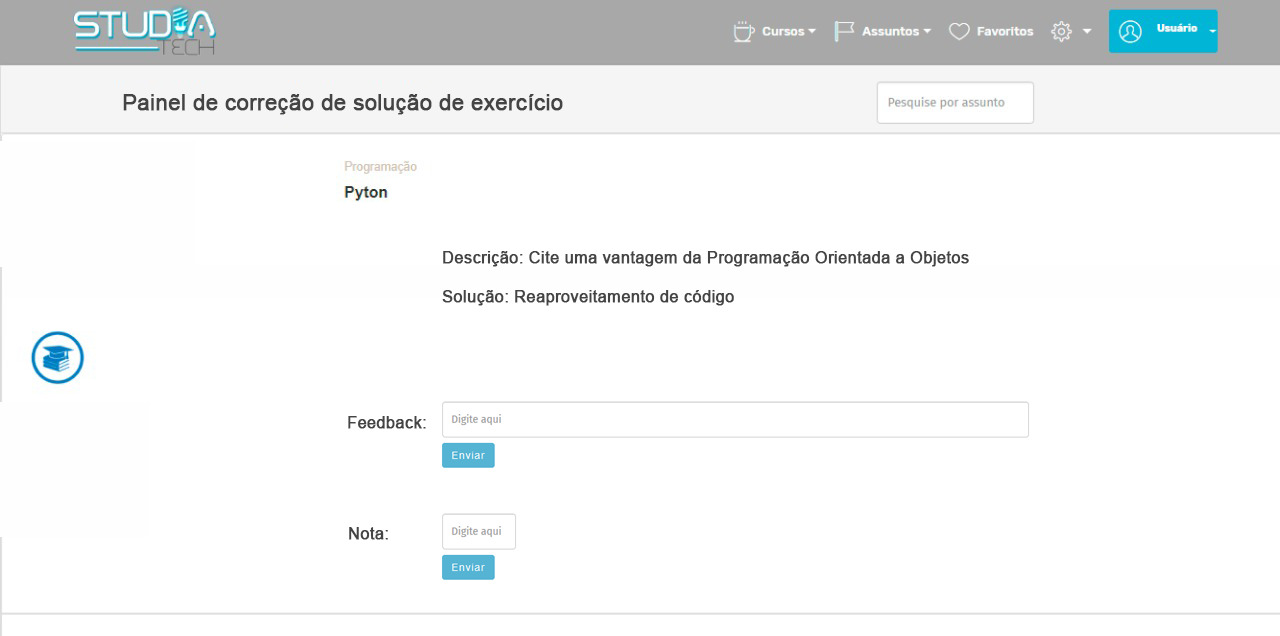 STUDIA
TECH
Cursos
Assuntos
Favoritos
Usuário
Painel de correção de solução de exercício
Pesquise por assunto
Programação
Pyton
Descrição: Cite uma vantagem da Programação Orientada a Objetos
Solução: Reaproveitamento de código
Feedback:
Digite aqui
Enviar
Nota:
Digite aqui
Enviar